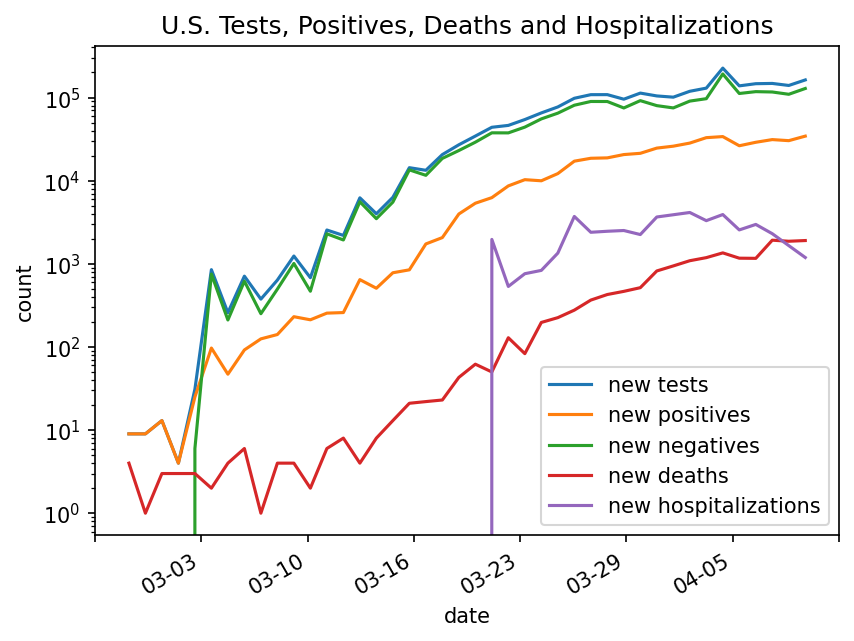 U.S. Tests, Positives, Deaths and Hospitalizations
count
10^5
10^4
10^3
10^2
10^1
10^0
new tests
new positives
new negatives
new deaths
new hospitalizations
03-03
03-10
03-16
03-23
03-29
04-05
date